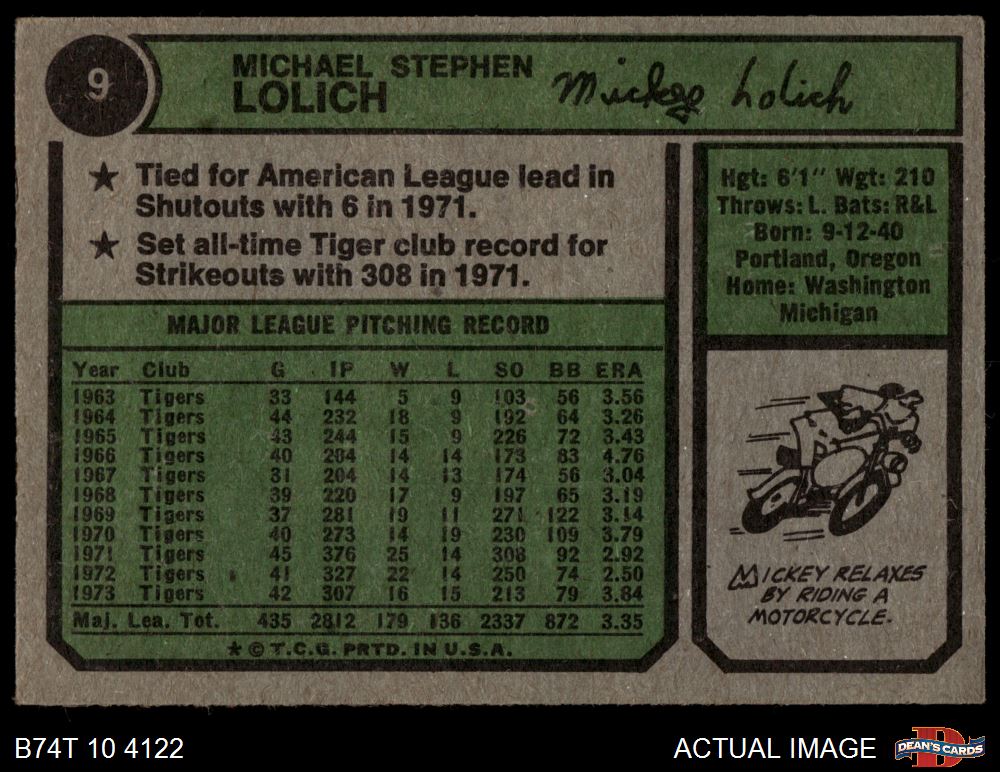 9
MICHAEL STEPHEN
LOLICH
Mickey Lolich
★ Tied for American League lead in
Shutouts with 6 in 1971.
★ Set all-time Tiger club record for
Strikeouts with 308 in 1971.
MAJOR LEAGUE PITCHING RECORD
Year Club G IP W L SO BB ERA
1963 Tigers 33 144 5 9 103 56 3.56
1964 Tigers 44 232 18 9 192 64 3.26
1965 Tigers 43 244 15 9 226 72 3.43
1966 Tigers 40 204 14 14 173 83 4.76
1967 Tigers 31 204 14 13 174 56 3.04
1968 Tigers 39 220 17 9 197 65 3.19
1969 Tigers 37 281 19 11 271 122 3.14
1970 Tigers 40 273 14 19 230 109 3.79
1971 Tigers 45 376 25 14 308 92 2.92
1972 Tigers 41 327 22 14 250 74 2.50
1973 Tigers 42 307 16 15 213 79 3.84
Maj. Lea. Tot. 435 2812 179 136 2337 872 3.35
★ © T.C.G. PRTD. IN U.S.A.
Hgt: 6'1" Wgt: 210
Throws: L. Bats: R&L
Born: 9-12-40
Portland, Oregon
Home: Washington
Michigan
MICKEY RELAXES
BY RIDING A
MOTORCYCLE.
B74T 10 4122
ACTUAL IMAGE
DEAN'S CARDS